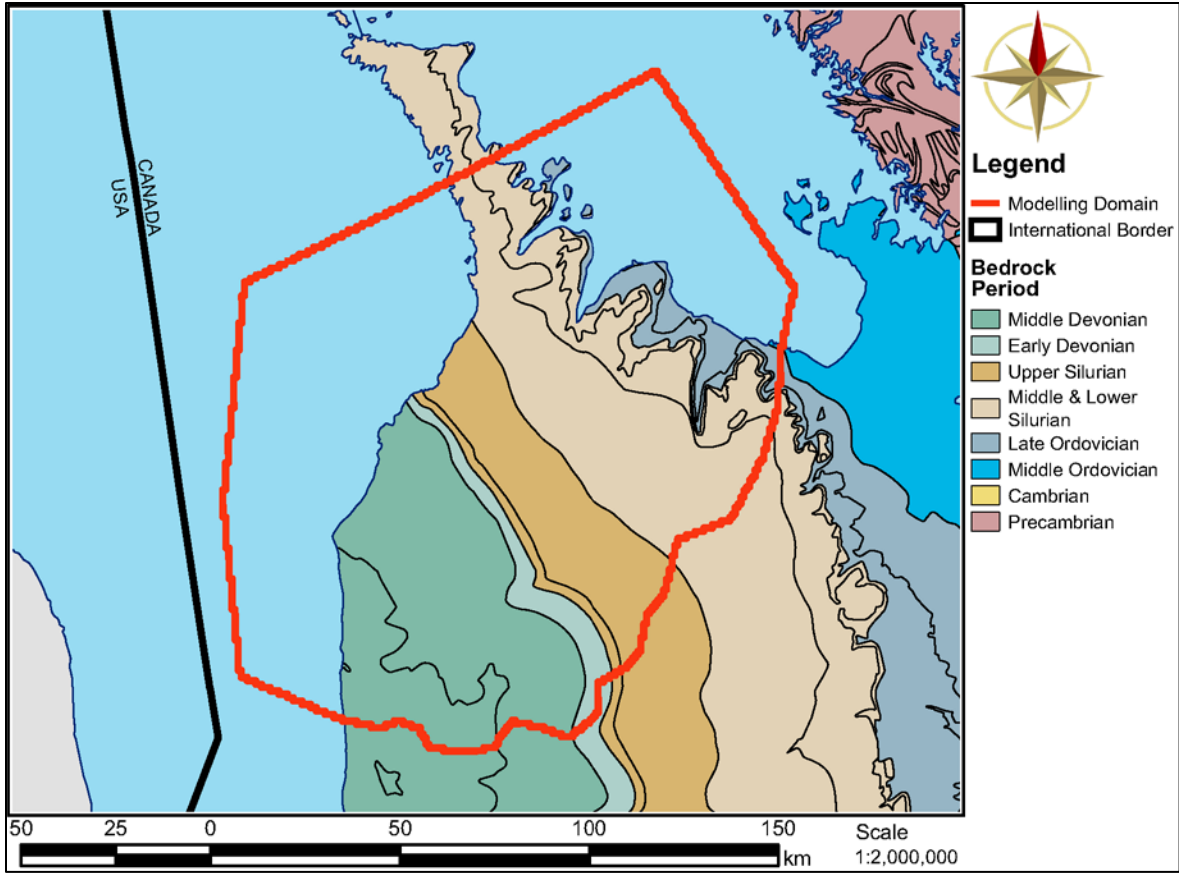 CANADA
USA
Legend
Modelling Domain
International Border
Bedrock
Period
Middle Devonian
Early Devonian
Upper Silurian
Middle & Lower
Silurian
Late Ordovician
Middle Ordovician
Cambrian
Precambrian
50 25 0 50 100 150 Scale
km 1:2,000,000